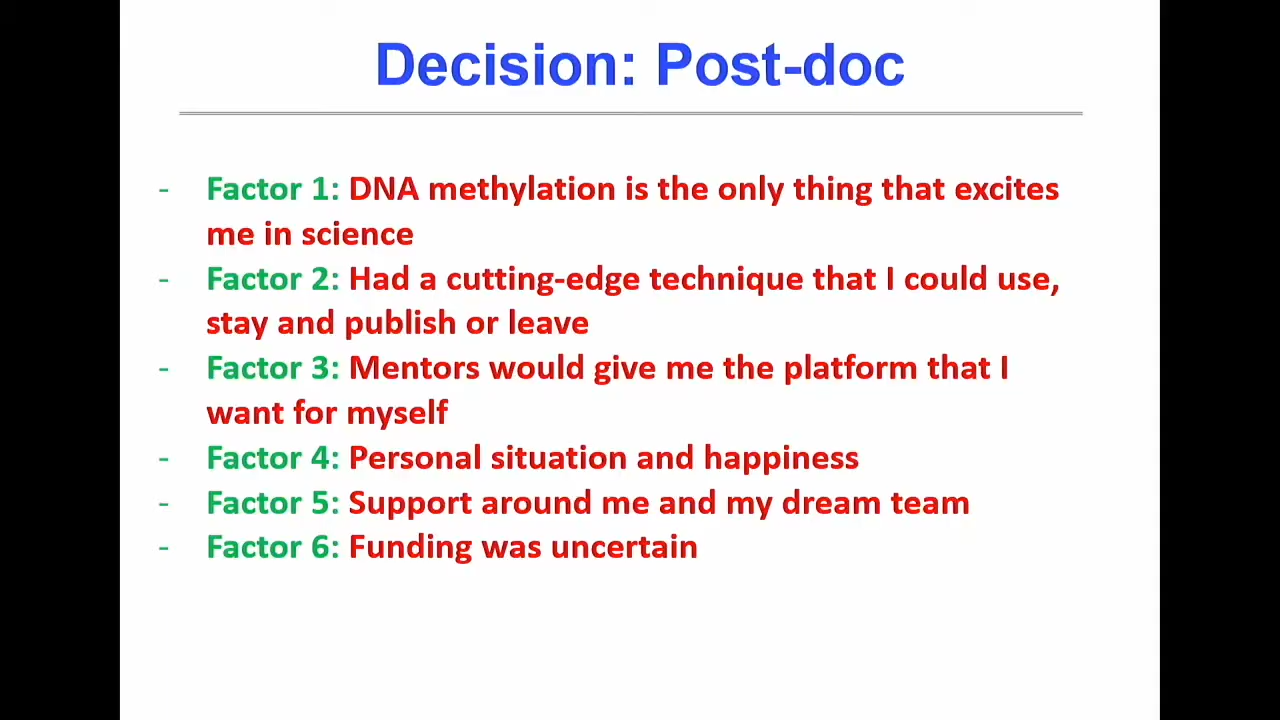 Decision: Post-doc
- Factor 1: DNA methylation is the only thing that excites
me in science
- Factor 2: Had a cutting-edge technique that I could use,
stay and publish or leave
- Factor 3: Mentors would give me the platform that I
want for myself
- Factor 4: Personal situation and happiness
- Factor 5: Support around me and my dream team
- Factor 6: Funding was uncertain